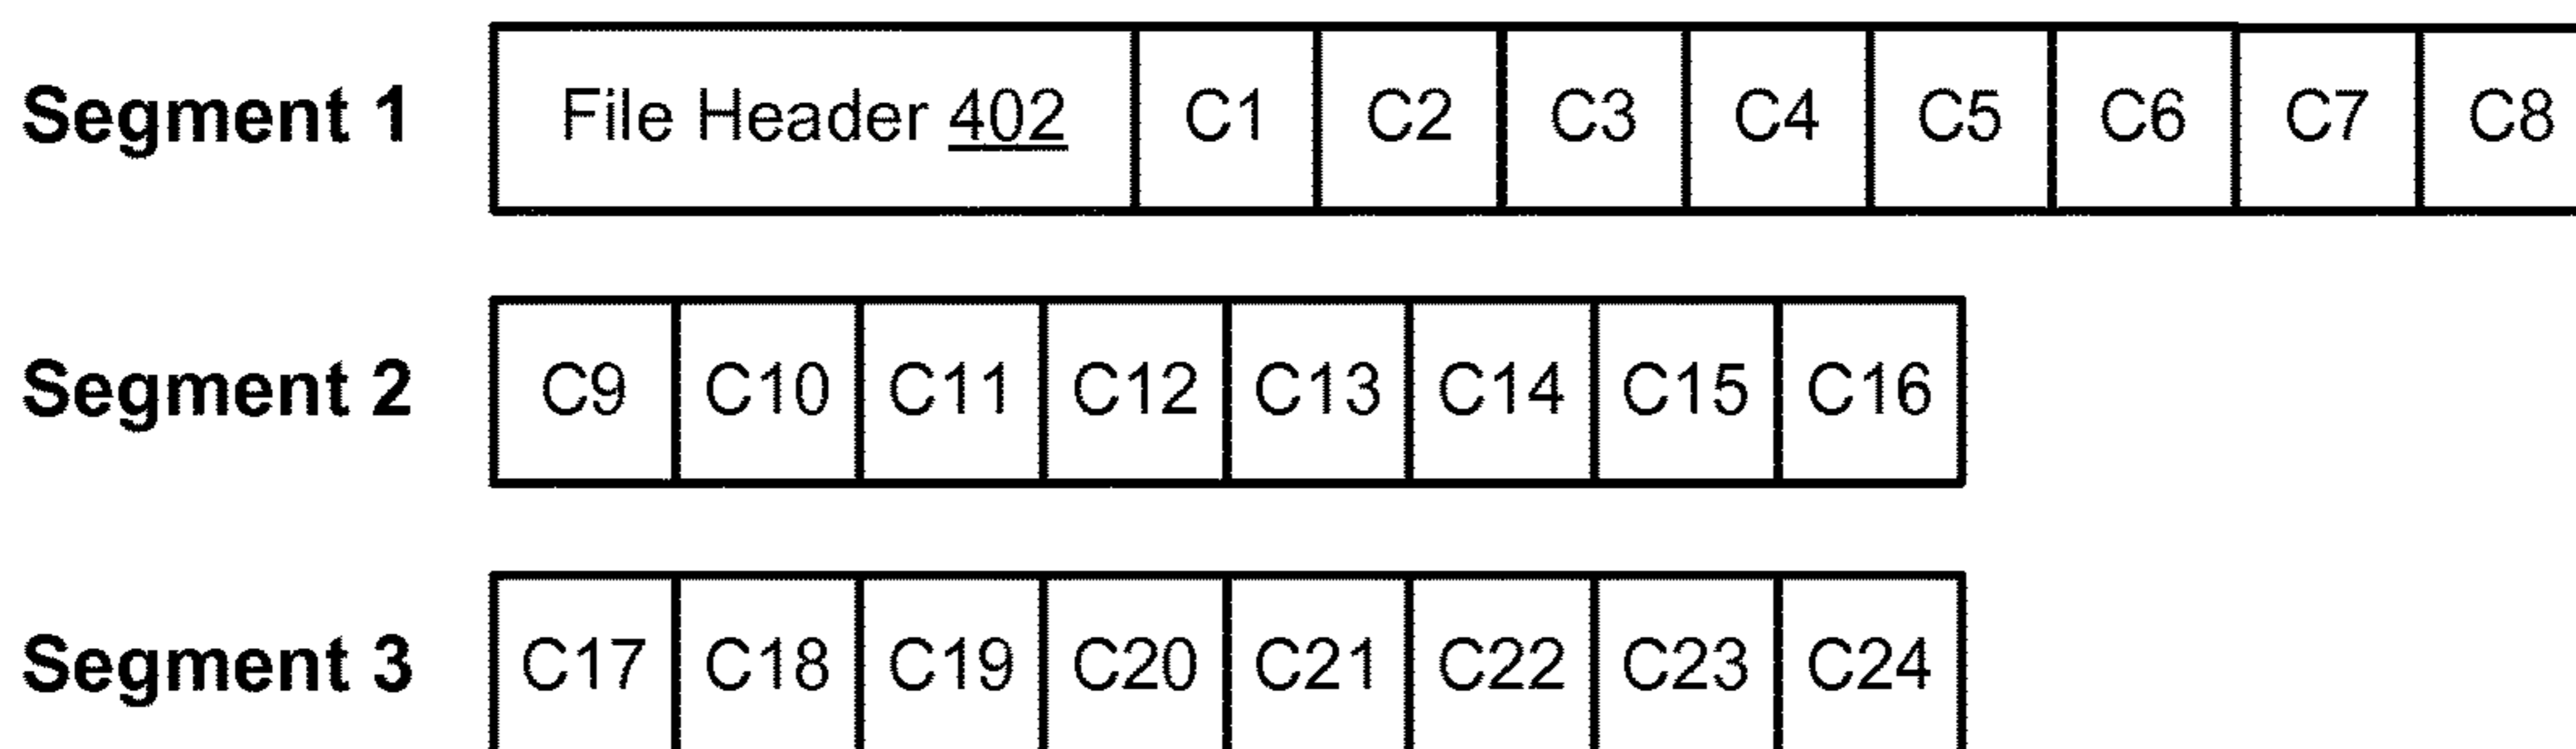 Segment 1 File Header 402 C1 C2 C3 C4 C5 C6 C7 C8
Segment 2 C9 C10 C11 C12 C13 C14 C15 C16
Segment 3 C17 C18 C19 C20 C21 C22 C23 C24